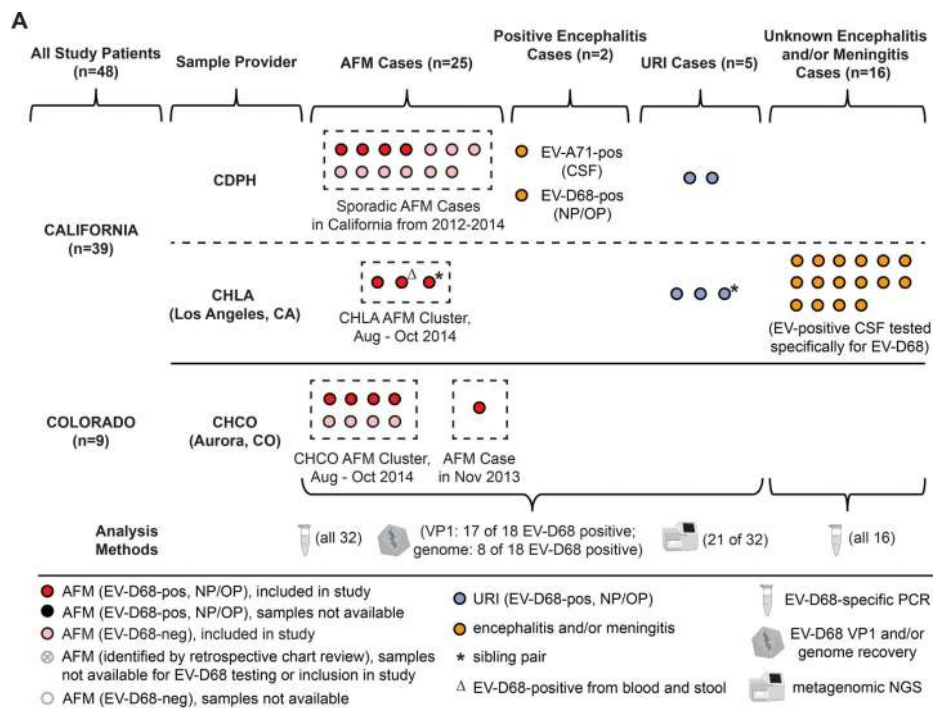 A
All Study Patients
(n=48)
Sample Provider
AFM Cases (n=25)
Positive Encephalitis
Cases (n=2)
URI Cases (n=5)
Unknown Encephalitis
and/or Meningitis
Cases (n=16)
CALIFORNIA
(n=39)
CDPH
Sporadic AFM Cases
in California from 2012-2014
EV-A71-pos
(CSF)
EV-D68-pos
(NP/OP)
CHLA
(Los Angeles, CA)
Δ
*
CHLA AFM Cluster,
Aug - Oct 2014
*
(EV-positive CSF tested
specifically for EV-D68)
COLORADO
(n=9)
CHCO
(Aurora, CO)
CHCO AFM Cluster,
Aug - Oct 2014
AFM Case
in Nov 2013
Analysis
Methods
(all 32)
(VP1: 17 of 18 EV-D68 positive;
genome: 8 of 18 EV-D68 positive)
(21 of 32)
(all 16)
AFM (EV-D68-pos, NP/OP), included in study
AFM (EV-D68-pos, NP/OP), samples not available
AFM (EV-D68-neg), included in study
AFM (identified by retrospective chart review), samples
not available for EV-D68 testing or inclusion in study
AFM (EV-D68-neg), samples not available
URI (EV-D68-pos, NP/OP)
encephalitis and/or meningitis
* sibling pair
Δ EV-D68-positive from blood and stool
EV-D68-specific PCR
EV-D68 VP1 and/or
genome recovery
metagenomic NGS